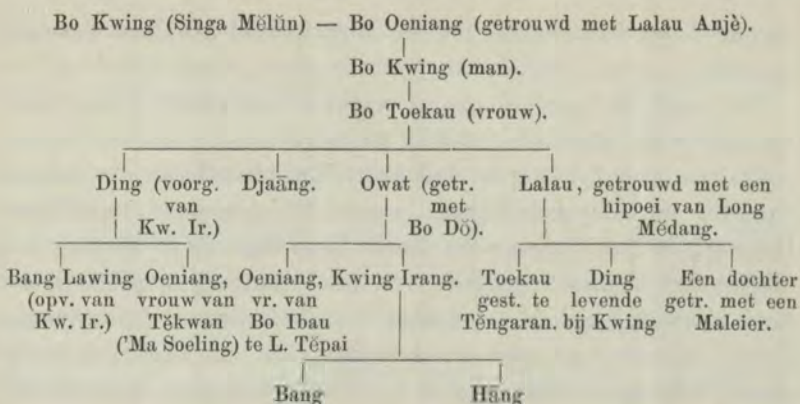 Bo Kwing (Singa Mĕlŭn) — Bo Oeniang (getrouwd met Lalau Anjè).
Bo Kwing (man).
Bo Toekau (vrouw).
Ding (voorg. Djaāng. Owat (getr. Lalau, getrouwd met een
van met hipoei van Long
Kw. Ir.) Bo Dŏ). Mĕdang.
Bang Lawing Oeniang, Oeniang, Kwing Irang. Toekau Ding Een dochter
(opv. van vrouw van vr. van gest. te levende getr. met een
Kw. Ir.) Tĕkwan Bo Ibau Tĕngaran. bij Kwing Maleier.
('Ma Soeling) te L. Tĕpai
Bang Hāng